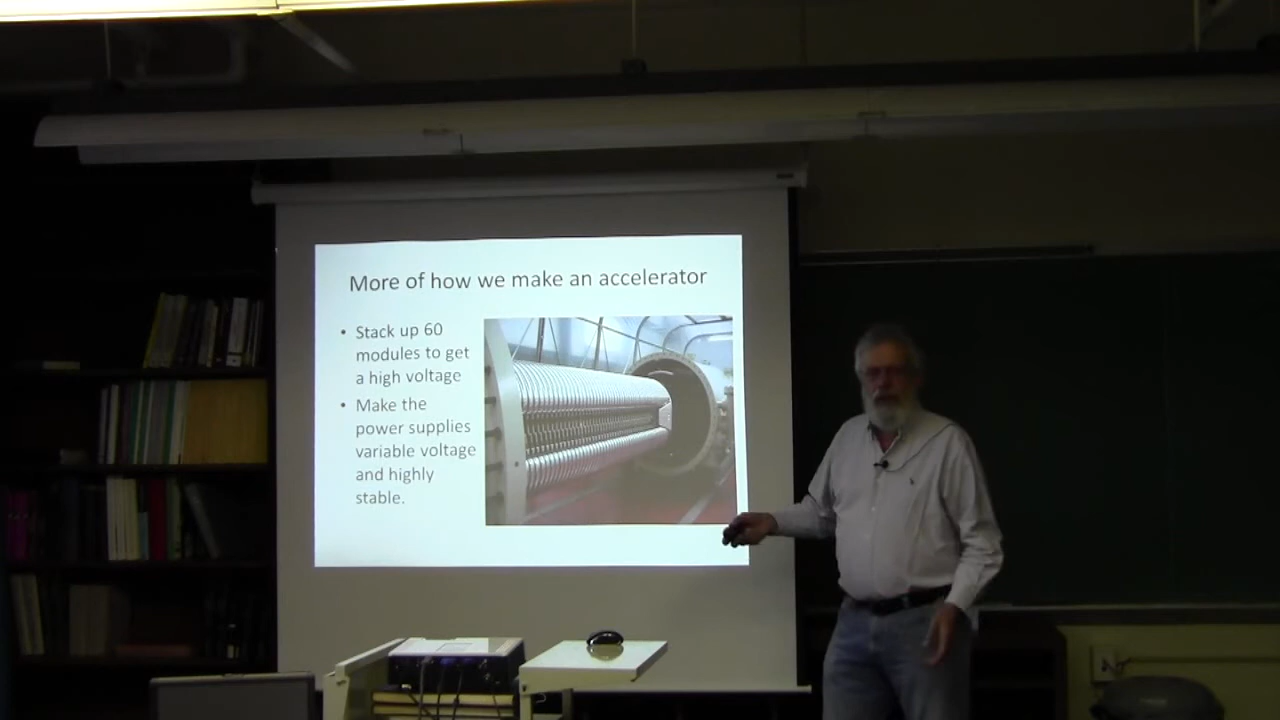 More of how we make an accelerator
• Stack up 60
modules to get
a high voltage
• Make the
power supplies
variable voltage
and highly
stable.